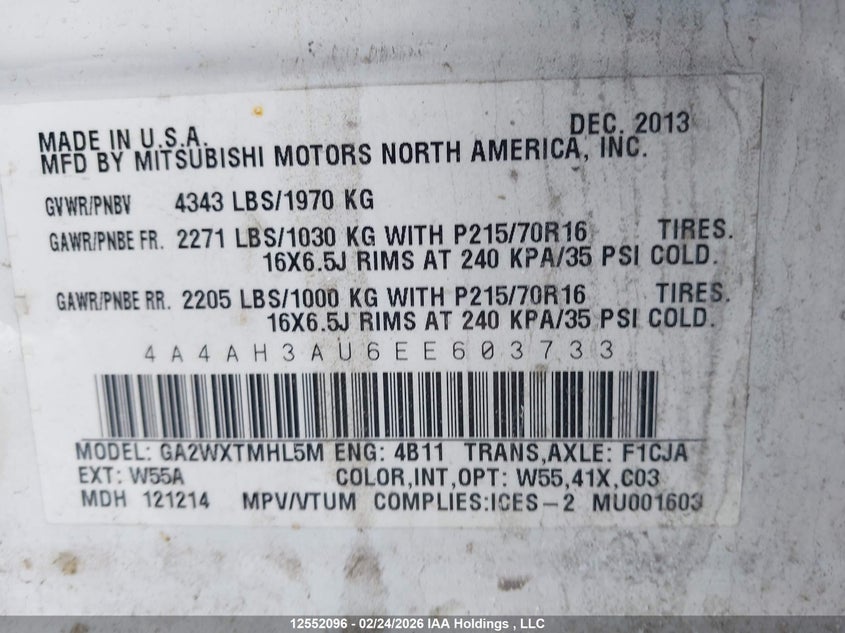 DEC. 2013
MADE IN U.S.A.
MFD BY MITSUBISHI MOTORS NORTH AMERICA, INC.
GVWR/PNBV 4343 LBS/1970 KG
GAWR/PNBE FR. 2271 LBS/1030 KG WITH P215/70R16 TIRES.
16X6.5J RIMS AT 240 KPA/35 PSI COLD.
GAWR/PNBE RR. 2205 LBS/1000 KG WITH P215/70R16 TIRES.
16X6.5J RIMS AT 240 KPA/35 PSI COLD.
4A4AH3AU6EE603733
MODEL: GA2WXTMHL5M ENG: 4B11 TRANS,AXLE: F1CJA
EXT: W55A COLOR,INT,OPT: W55,41X,C03
MDH 121214 MPV/VTUM COMPLIES:ICES-2 MU001603
12552096 - 02/24/2026 IAA Holdings , LLC